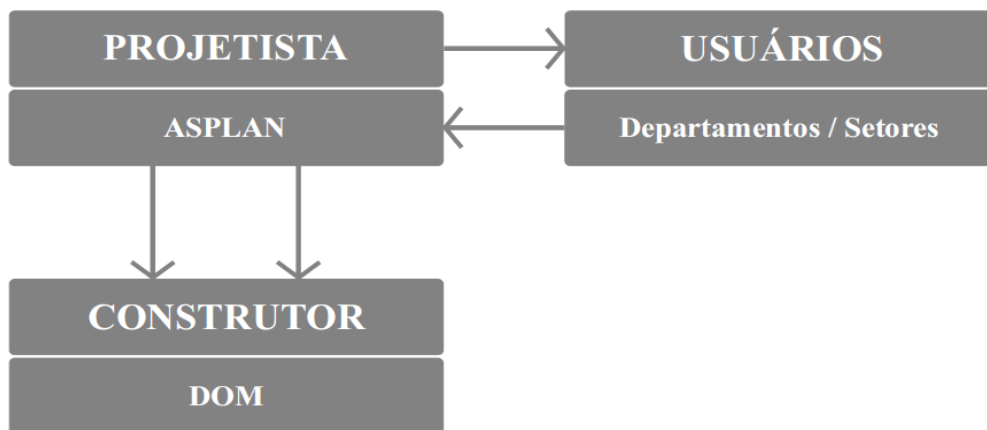 PROJETISTA
ASPLAN
USUÁRIOS
Departamentos / Setores
CONSTRUTOR
DOM